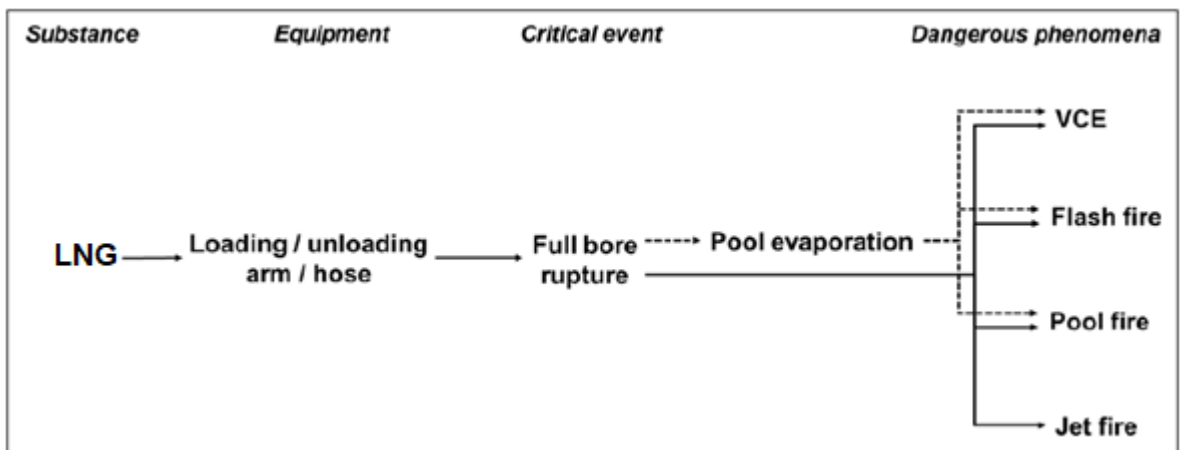 Substance Equipment Critical event Dangerous phenomena
VCE
Flash fire
LNG
Loading / unloading
arm / hose
Full bore
rupture
Pool evaporation
Pool fire
Jet fire